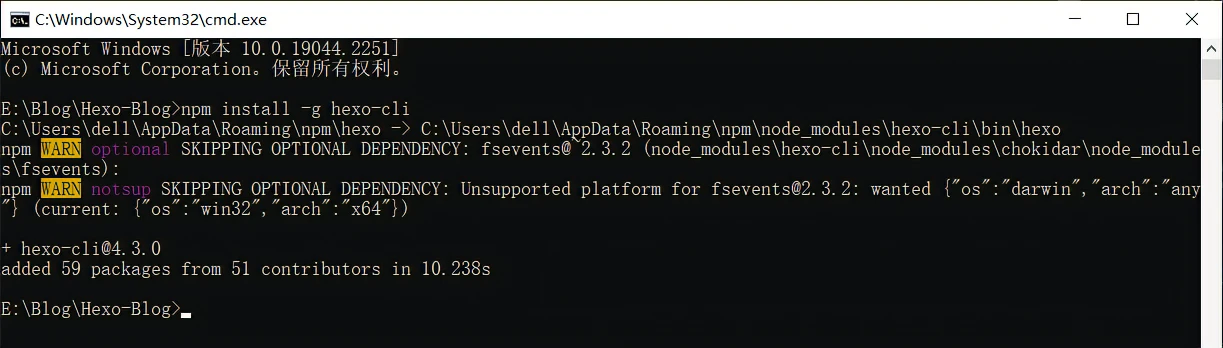 C:\Windows\System32\cmd.exe
Microsoft Windows [版本 10.0.19044.2251]
(c) Microsoft Corporation。保留所有权利。
E:\Blog\Hexo-Blog>npm install -g hexo-cli
C:\Users\dell\AppData\Roaming\npm\hexo -> C:\Users\dell\AppData\Roaming\npm\node_modules\hexo-cli\bin\hexo
npm WARN optional SKIPPING OPTIONAL DEPENDENCY: fsevents@~2.3.2 (node_modules\hexo-cli\node_modules\chokidar\node_module
s\fsevents):
npm WARN notsup SKIPPING OPTIONAL DEPENDENCY: Unsupported platform for fsevents@2.3.2: wanted {"os":"darwin","arch":"any
"} (current: {"os":"win32","arch":"x64"})
+ hexo-cli@4.3.0
added 59 packages from 51 contributors in 10.238s
E:\Blog\Hexo-Blog>